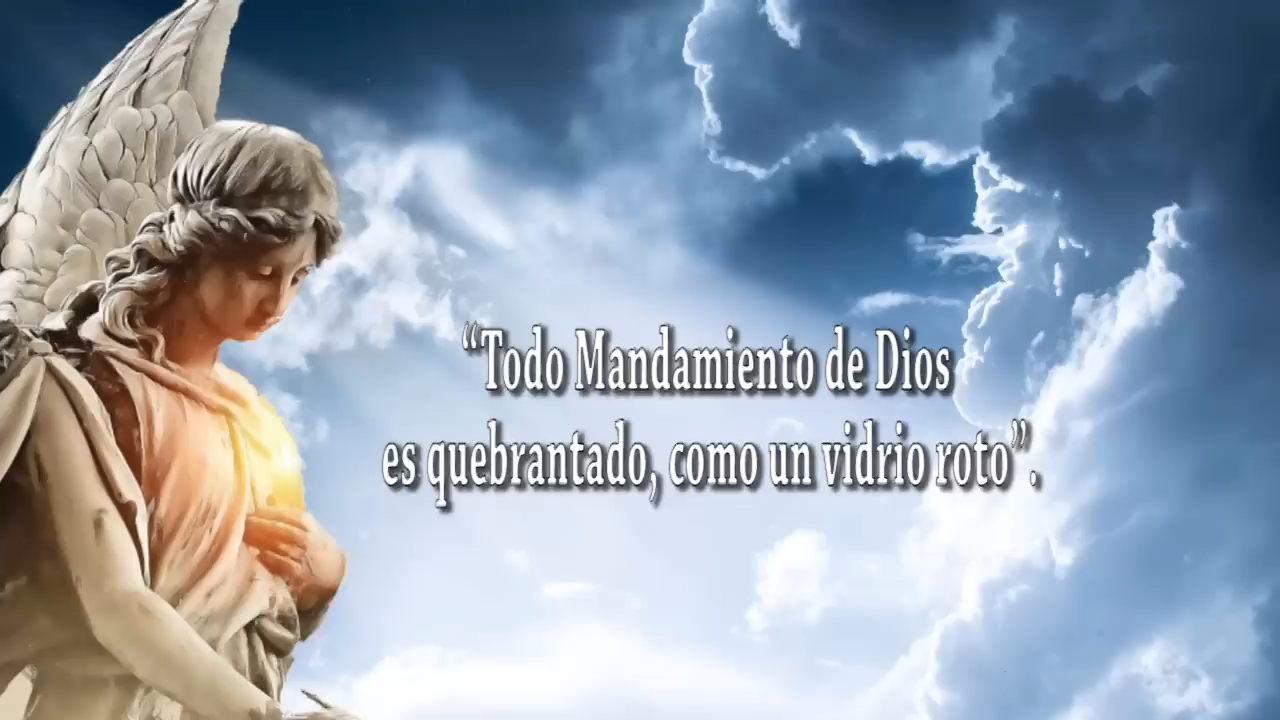 “Todo Mandamiento de Dios
es quebrantado, como un vidrio roto”.